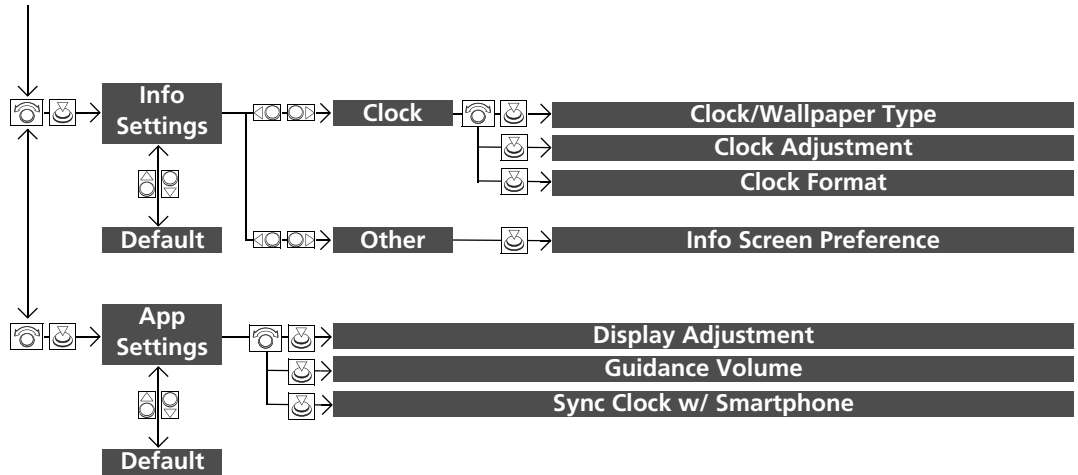 Info
Settings
Clock
Clock/Wallpaper Type
Clock Adjustment
Clock Format
Default
Other
Info Screen Preference
App
Settings
Display Adjustment
Guidance Volume
Sync Clock w/ Smartphone
Default